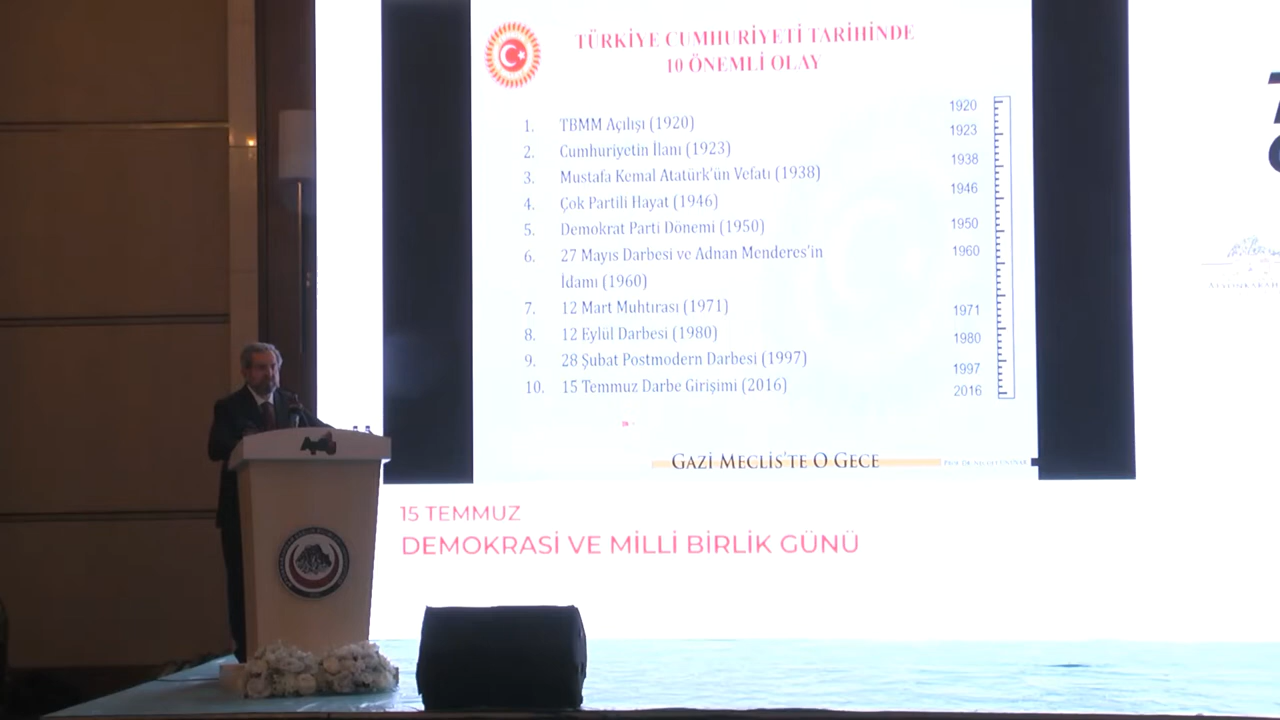 TÜRKİYE CUMHURİYETİ TARİHİNDE
10 ÖNEMLİ OLAY
1. TBMM Açılışı (1920)
2. Cumhuriyetin İlanı (1923)
3. Mustafa Kemal Atatürk'ün Vefatı (1938)
4. Çok Partili Hayat (1946)
5. Demokrat Parti Dönemi (1950)
6. 27 Mayıs Darbesi ve Adnan Menderes'in
İdamı (1960)
7. 12 Mart Muhtırası (1971)
8. 12 Eylül Darbesi (1980)
9. 28 Şubat Postmodern Darbesi (1997)
10. 15 Temmuz Darbe Girişimi (2016)
1920
1923
1938
1946
1950
1960
1971
1980
1997
2016
GAZİ MECLİS'TE O GECE
15 TEMMUZ
DEMOKRASİ VE MİLLİ BİRLİK GÜNÜ